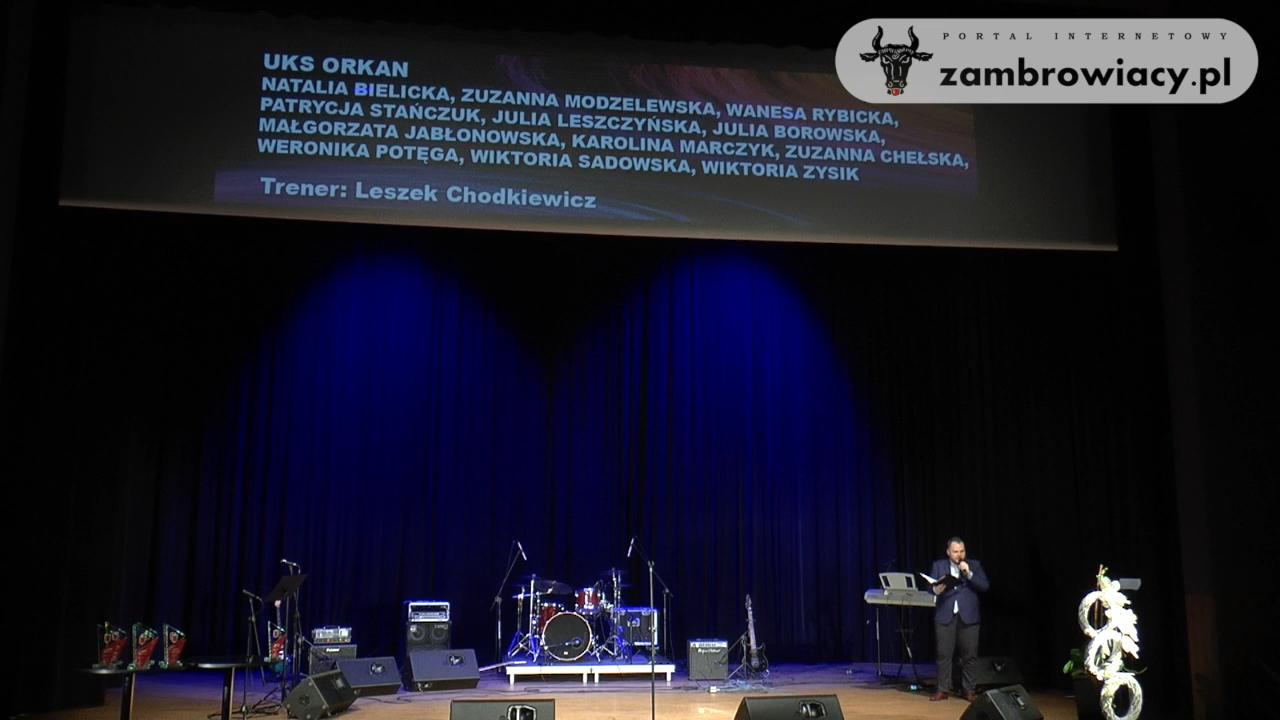 PORTAL INTERNETOWY
zambrowiacy.pl
UKS ORKAN
NATALIA BIELICKA, ZUZANNA MODZELEWSKA, WANESA RYBICKA,
PATRYCJA STAŃCZUK, JULIA LESZCZYŃSKA, JULIA BOROWSKA,
MAŁGORZATA JABŁONOWSKA, KAROLINA MARCZYK, ZUZANNA CHEŁSKA,
WERONIKA POTĘGA, WIKTORIA SADOWSKA, WIKTORIA ZYSIK
Trener: Leszek Chodkiewicz